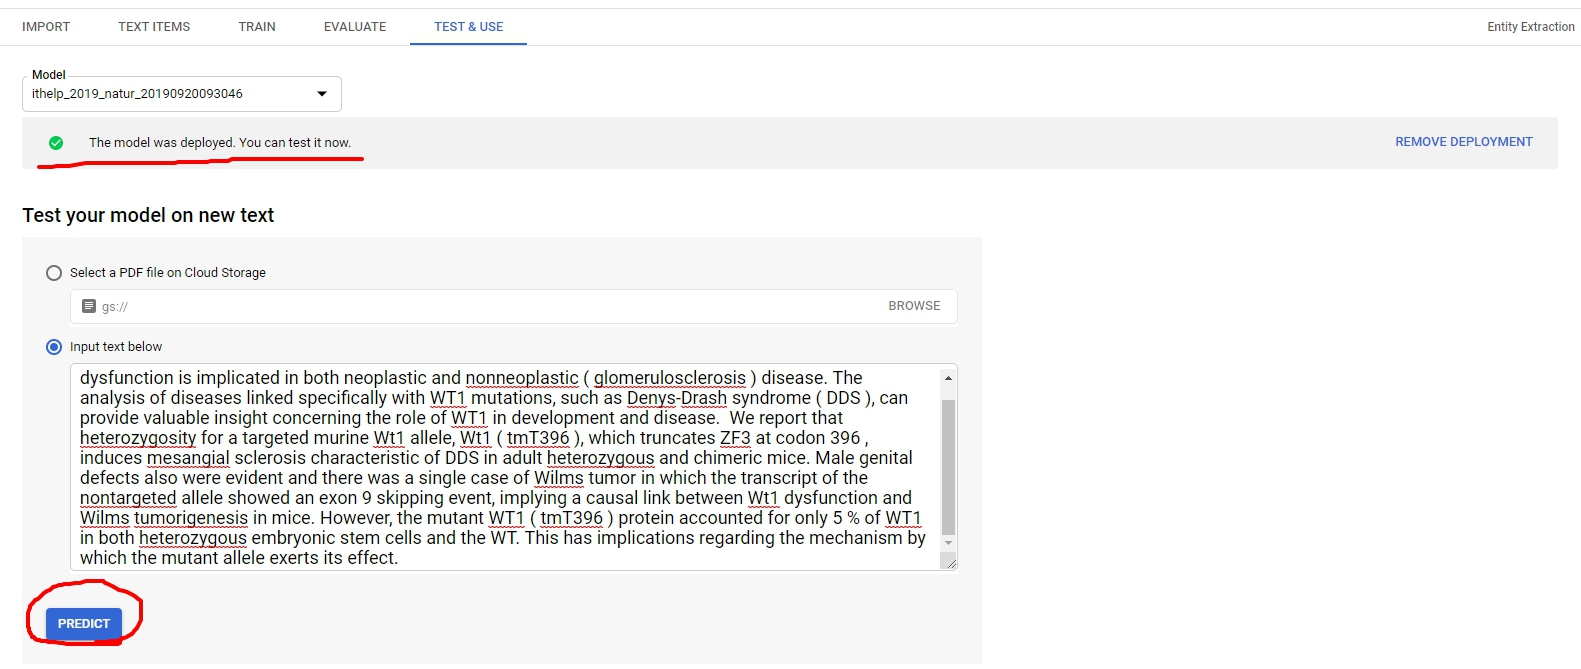 IMPORT TEXT ITEMS TRAIN EVALUATE TEST & USE Entity Extraction
Model
ithelp_2019_natur_20190920093046
The model was deployed. You can test it now. REMOVE DEPLOYMENT
Test your model on new text
Select a PDF file on Cloud Storage
gs:// BROWSE
Input text below
dysfunction is implicated in both neoplastic and nonneoplastic ( glomerulosclerosis ) disease. The
analysis of diseases linked specifically with WT1 mutations, such as Denys-Drash syndrome ( DDS ), can
provide valuable insight concerning the role of WT1 in development and disease.  We report that
heterozygosity for a targeted murine Wt1 allele, Wt1 ( tmT396 ), which truncates ZF3 at codon 396 ,
induces mesangial sclerosis characteristic of DDS in adult heterozygous and chimeric mice. Male genital
defects also were evident and there was a single case of Wilms tumor in which the transcript of the
nontargeted allele showed an exon 9 skipping event, implying a causal link between Wt1 dysfunction and
Wilms tumorigenesis in mice. However, the mutant WT1 ( tmT396 ) protein accounted for only 5 % of WT1
in both heterozygous embryonic stem cells and the WT. This has implications regarding the mechanism by
which the mutant allele exerts its effect.
PREDICT